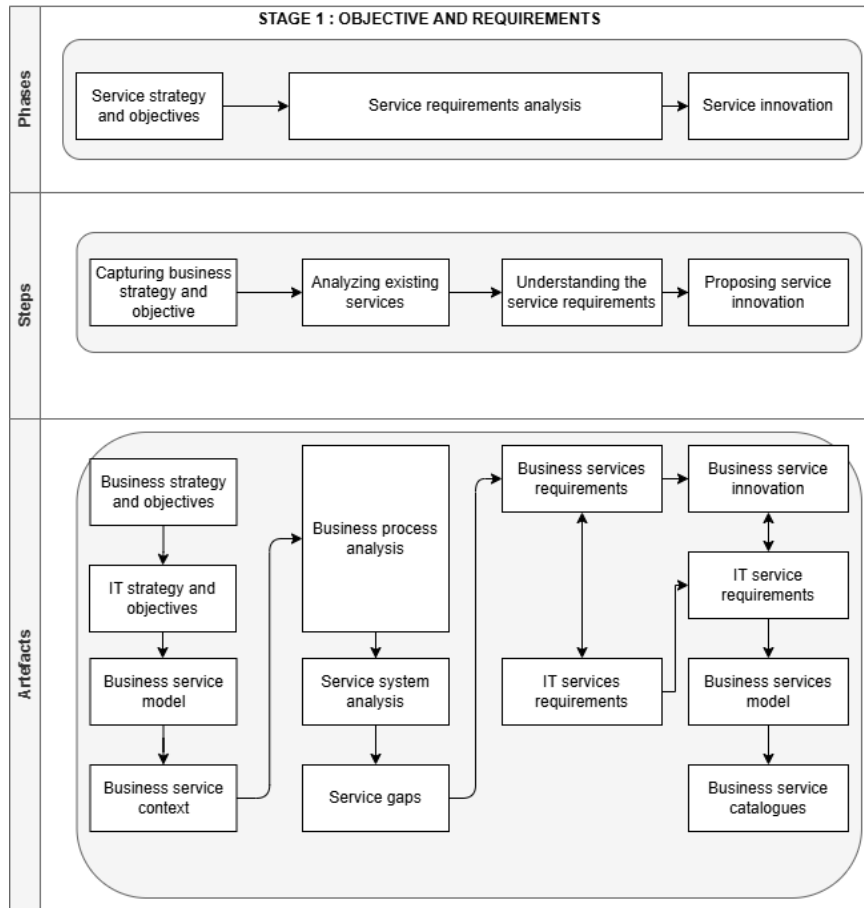 STAGE 1 : OBJECTIVE AND REQUIREMENTS
Phases
Service strategy
and objectives
Service requirements analysis
Service innovation
Steps
Capturing business
strategy and
objective
Analyzing existing
services
Understanding the
service requirements
Proposing service
innovation
Artefacts
Business strategy
and objectives
IT strategy and
objectives
Business service
model
Business service
context
Business process
analysis
Service system
analysis
Service gaps
Business services
requirements
IT services
requirements
Business service
innovation
IT service
requirements
Business services
model
Business service
catalogues